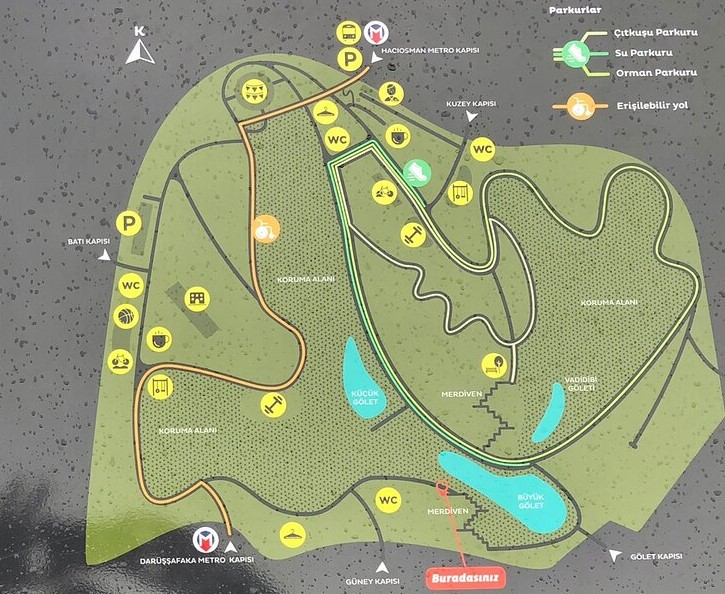 Parkurlar
Çıtkuşu Parkuru
Su Parkuru
Orman Parkuru
Erişilebilir yol
K
M
P
HACIOSMAN METRO KAPISI
KUZEY KAPISI
WC
WC
P
BATI KAPISI
WC
KORUMA ALANI
KORUMA ALANI
KÜÇÜK
GÖLET
MERDİVEN
VADİDİBİ
GÖLETİ
KORUMA ALANI
WC
MERDİVEN
BÜYÜK
GÖLET
M
DARÜŞŞAFAKA METRO KAPISI
GÜNEY KAPISI
GÖLET KAPISI
Buradasınız